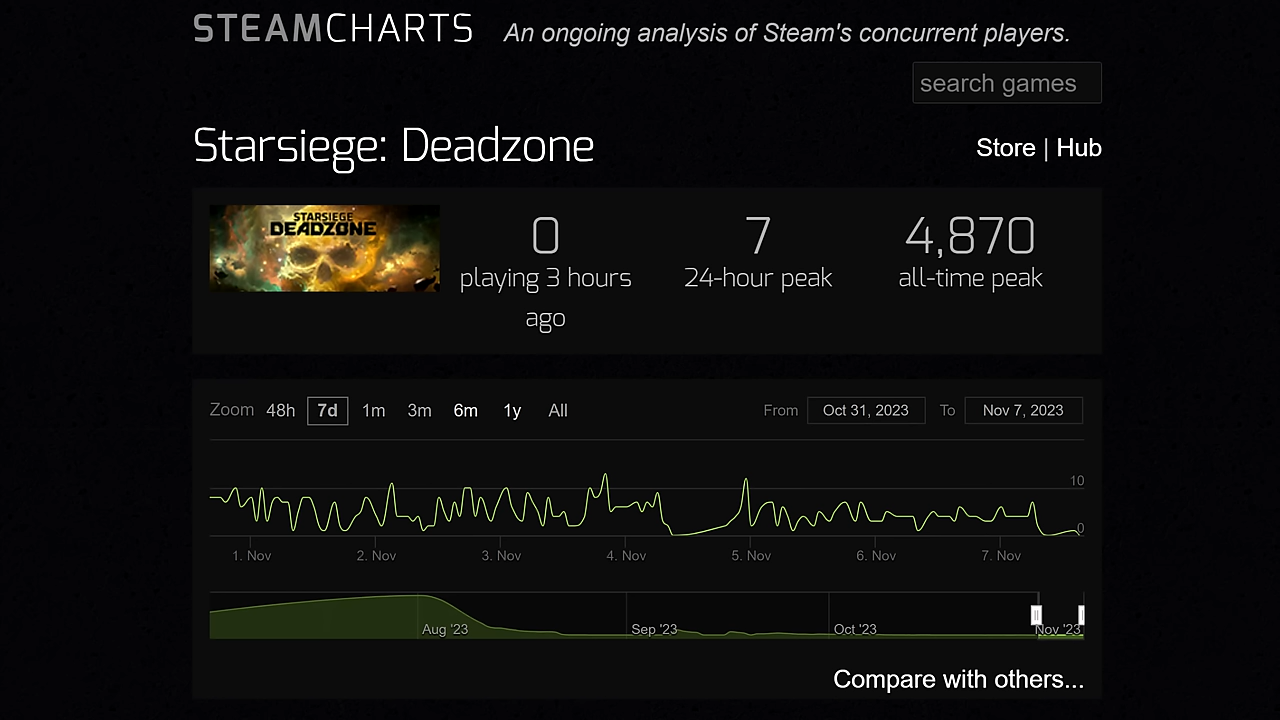 STEAMCHARTS An ongoing analysis of Steam's concurrent players.
search games
Starsiege: Deadzone Store | Hub
STARSIEGE
DEADZONE
0 7 4,870
playing 3 hours ago 24-hour peak all-time peak
Zoom 48h 7d 1m 3m 6m 1y All From Oct 31, 2023 To Nov 7, 2023
10
0
1. Nov 2. Nov 3. Nov 4. Nov 5. Nov 6. Nov 7. Nov
Aug '23 Sep '23 Oct '23 Nov '23
Compare with others...